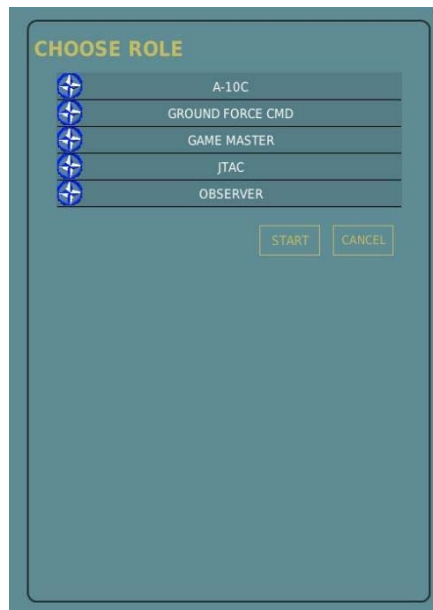 CHOOSE ROLE
A-10C
GROUND FORCE CMD
GAME MASTER
JTAC
OBSERVER
START CANCEL